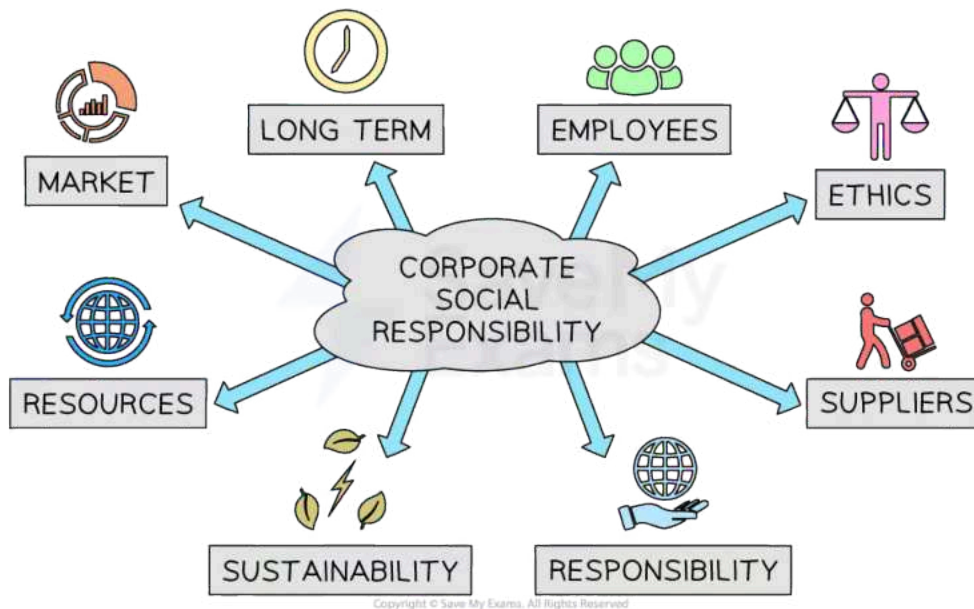 LONG TERM
EMPLOYEES
MARKET
ETHICS
CORPORATE
SOCIAL
RESPONSIBILITY
RESOURCES
SUPPLIERS
SUSTAINABILITY
RESPONSIBILITY
Copyright © Save My Exams. All Rights Reserved